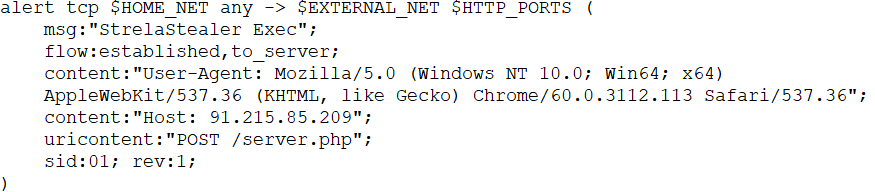 alert tcp $HOME_NET any -> $EXTERNAL_NET $HTTP_PORTS (
msg:"StrelaStealer Exec";
flow:established,to_server;
content:"User-Agent: Mozilla/5.0 (Windows NT 10.0; Win64; x64)
AppleWebKit/537.36 (KHTML, like Gecko) Chrome/60.0.3112.113 Safari/537.36";
content:"Host: 91.215.85.209";
uricontent:"POST /server.php";
sid:01; rev:1;
)